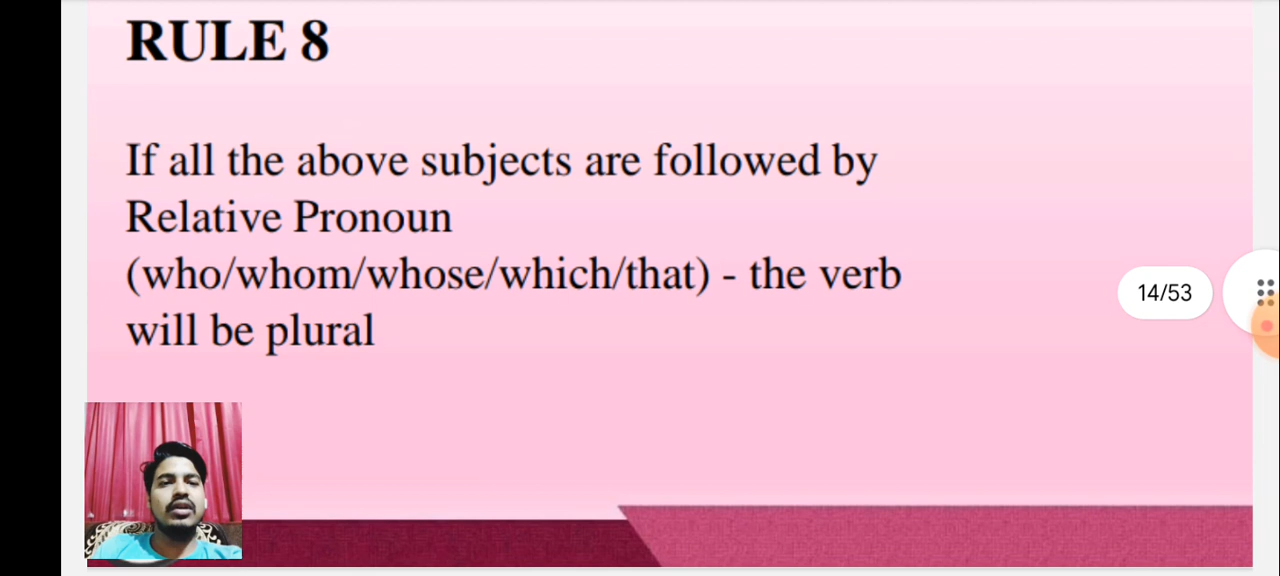 RULE 8
If all the above subjects are followed by
Relative Pronoun
(who/whom/whose/which/that) - the verb
will be plural
14/53